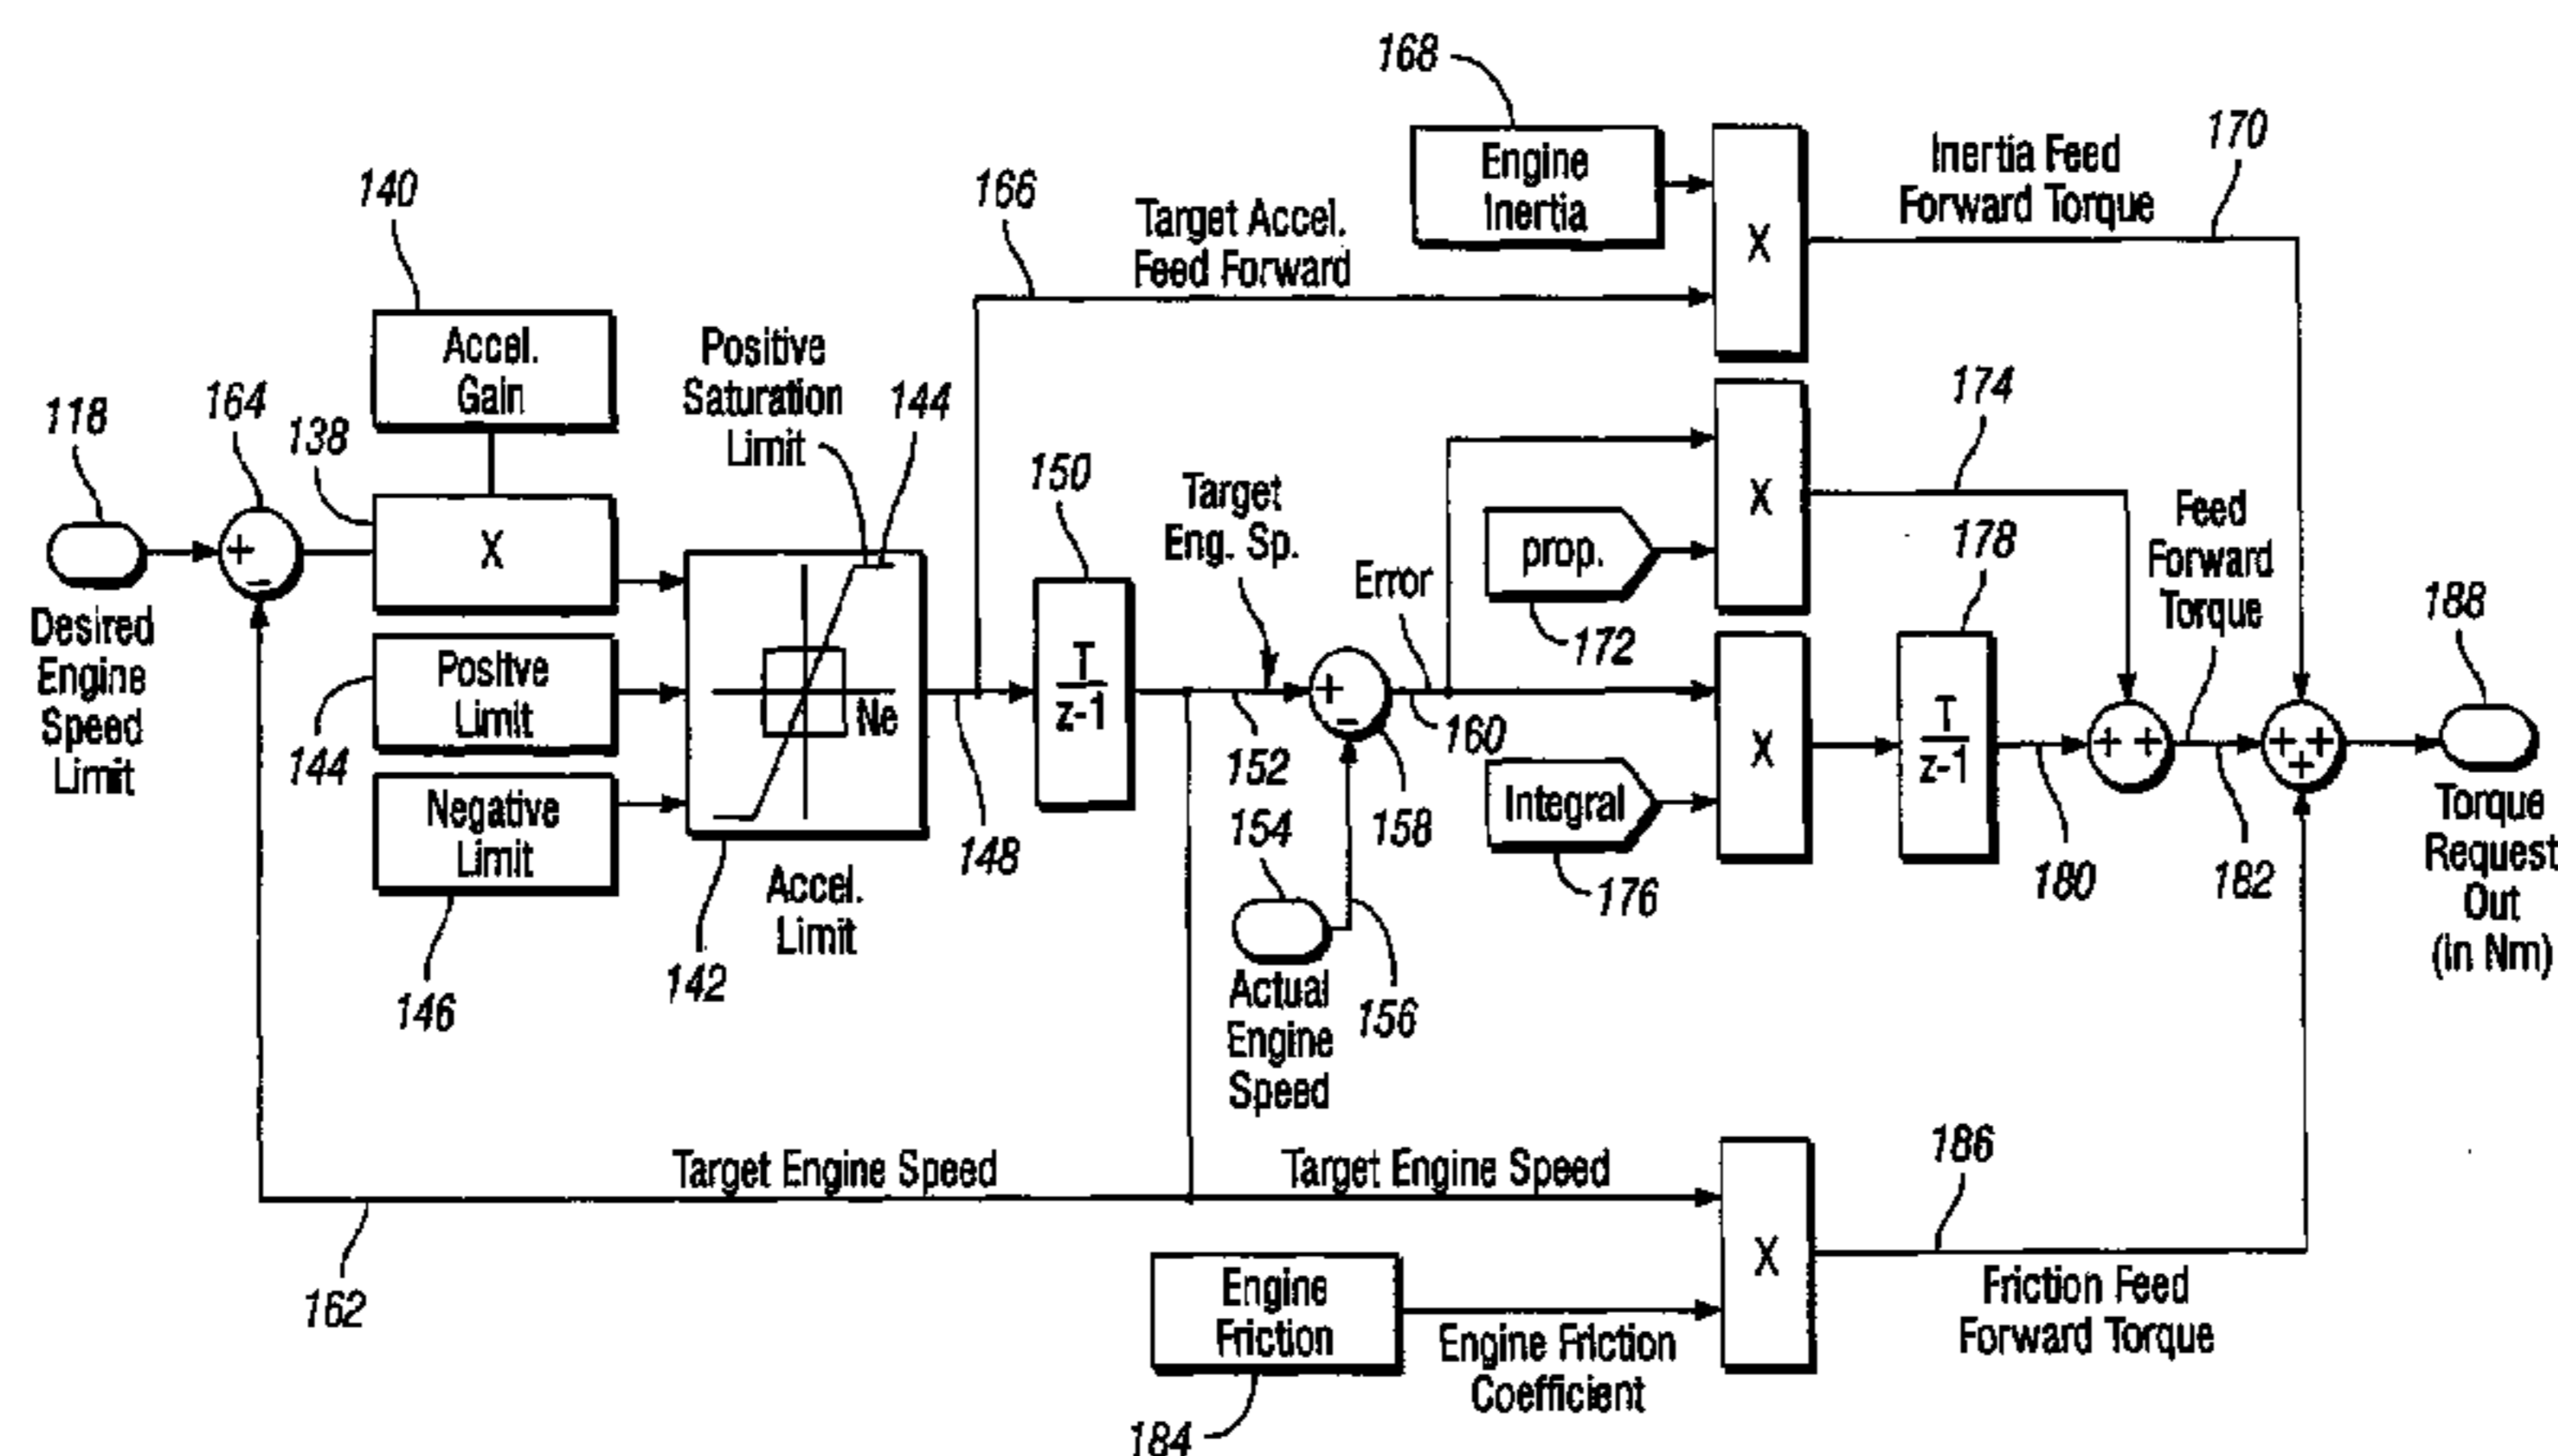 168
Engine
Inertia
X
Inertia Feed
Forward Torque
170
140
Accel.
Gain
166
Target Accel.
Feed Forward
118
Desired
Engine
Speed
Limit
164
+
−
138
X
Positive
Saturation
Limit
144
Positve
Limit
144
Negative
Limit
146
Ne
142
Accel.
Limit
148
150
T
z-1
Target
Eng. Sp.
152
+
−
158
Error
160
154
Actual
Engine
Speed
156
prop.
172
X
174
Integral
176
X
178
T
z-1
180
+ +
Feed
Forward
Torque
182
+ +
+
188
Torque
Request
Out
(in Nm)
Target Engine Speed
162
Target Engine Speed
X
186
Friction Feed
Forward Torque
Engine
Friction
184
Engine Friction
Coefficient